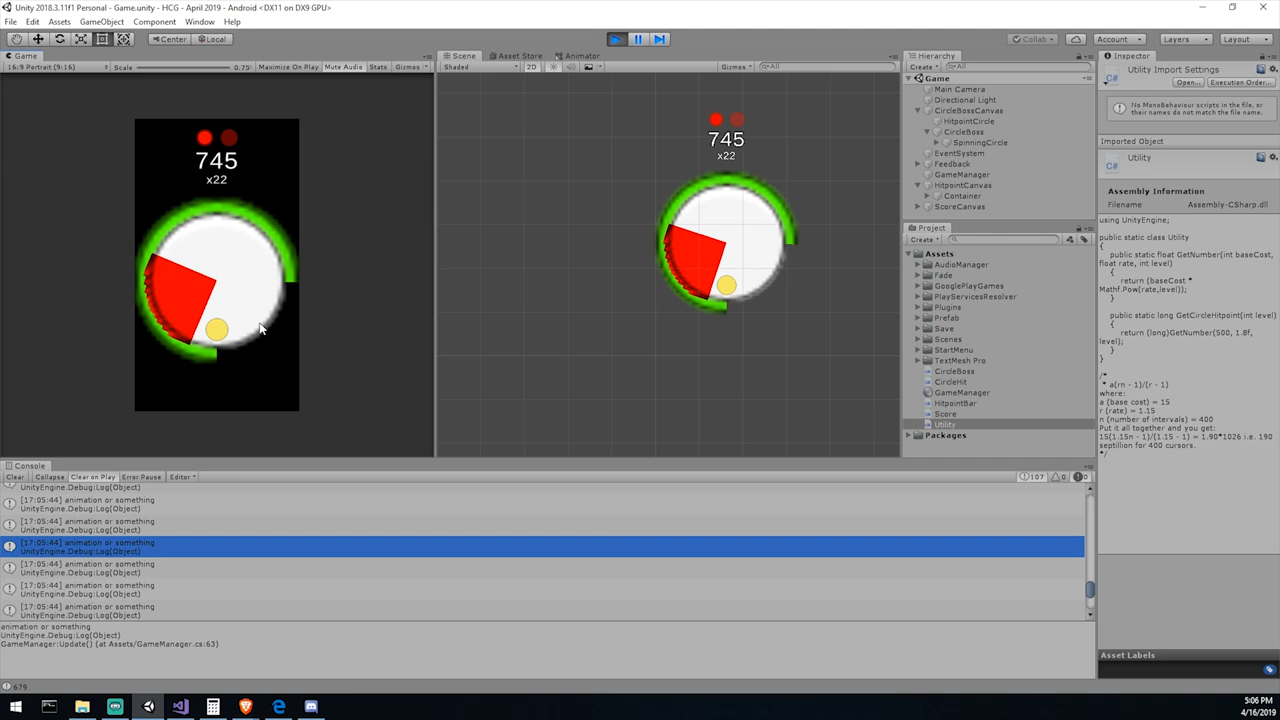 Unity 2018.3.11f1 Personal - Game.unity - HCG - April 2019 - Android <DX11 on DX9 GPU>
File Edit Assets GameObject Component Window Help
Center Local Collab Account Layers Layout
Game
16:9 Portrait (9:16) Scale 0.75 Maximize On Play Mute Audio Stats Gizmos
745
x22
Scene Asset Store Animator
Shaded 2D Gizmos All
745
x22
Hierarchy
Create All
Game
Main Camera
Directional Light
CircleBossCanvas
HitpointCircle
CircleBoss
SpinningCircle
EventSystem
Feedback
GameManager
HitpointCanvas
Container
ScoreCanvas
Project
Create
Assets
AudioManager
Fade
GooglePlayGames
PlayServicesResolver
Plugins
Prefab
Save
Scenes
StartMenu
TextMesh Pro
CircleBoss
CircleHit
GameManager
HitpointBar
Score
Utility
Packages
Inspector
Utility Import Settings
Open... Execution Order...
No MonoBehaviour scripts in the file, or
their names do not match the file name.
Imported Object
Utility
Assembly Information
Filename Assembly-CSharp.dll
using UnityEngine;
public static class Utility
{
public static float GetNumber(int baseCost,
float rate, int level)
{
return (baseCost *
Mathf.Pow(rate,level));
}
public static long GetCircleHitpoint(int level)
{
return (long)GetNumber(500, 1.8f,
level);
}
}
/*
* a(rn - 1)/(r - 1)
where:
a (base cost) = 15
r (rate) = 1.15
n (number of intervals) = 400
Put it all together and you get:
15(1.15n - 1)/(1.15 - 1) = 1.90*1026 i.e. 190
septillion for 400 cursors.
*/
Asset Labels
Console
Clear Collapse Clear on Play Error Pause Editor 107 0 0
UnityEngine.Debug:Log(Object)
[17:05:44] animation or something
UnityEngine.Debug:Log(Object)
[17:05:44] animation or something
UnityEngine.Debug:Log(Object)
[17:05:44] animation or something
UnityEngine.Debug:Log(Object)
[17:05:44] animation or something
UnityEngine.Debug:Log(Object)
[17:05:44] animation or something
UnityEngine.Debug:Log(Object)
[17:05:44] animation or something
UnityEngine.Debug:Log(Object)
animation or something
UnityEngine.Debug:Log(Object)
GameManager:Update() (at Assets/GameManager.cs:63)
679
5:06 PM
4/16/2019